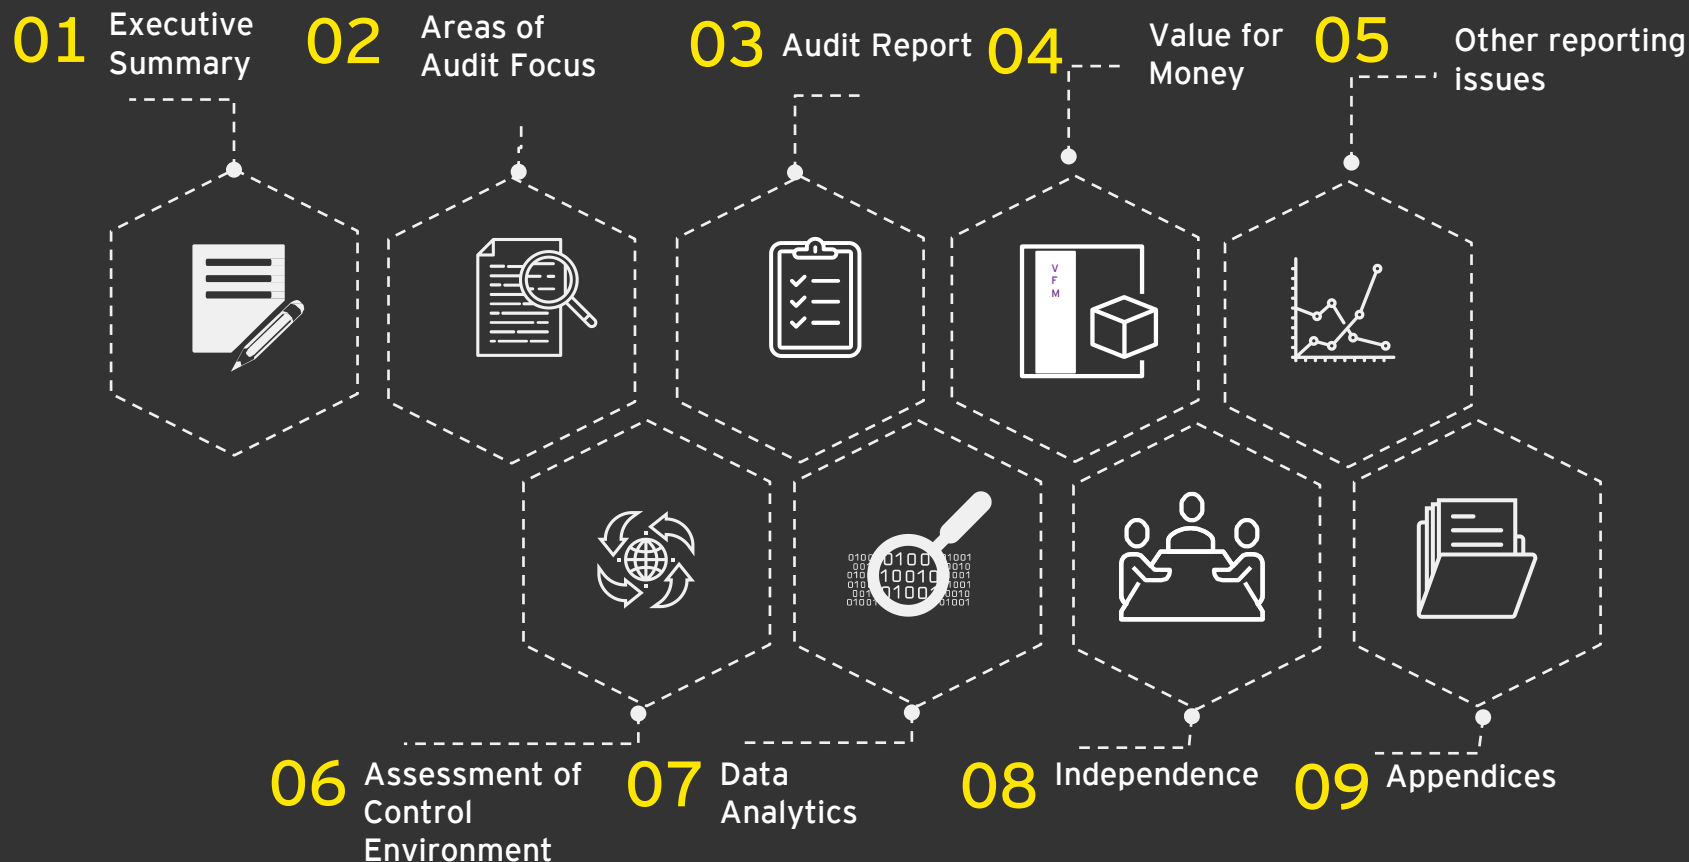 01
Executive
Summary
02
Areas of
Audit Focus
03
Audit Report
04
Value for
Money
05
Other reporting
issues
V
F
M
06
Assessment of
Control
Environment
07
Data
Analytics
08
Independence
09
Appendices